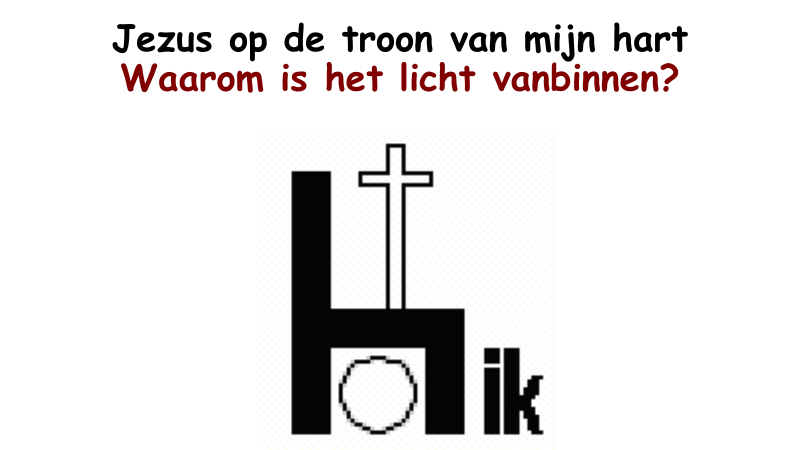 Jezus op de troon van mijn hart
Waarom is het licht vanbinnen?
ik